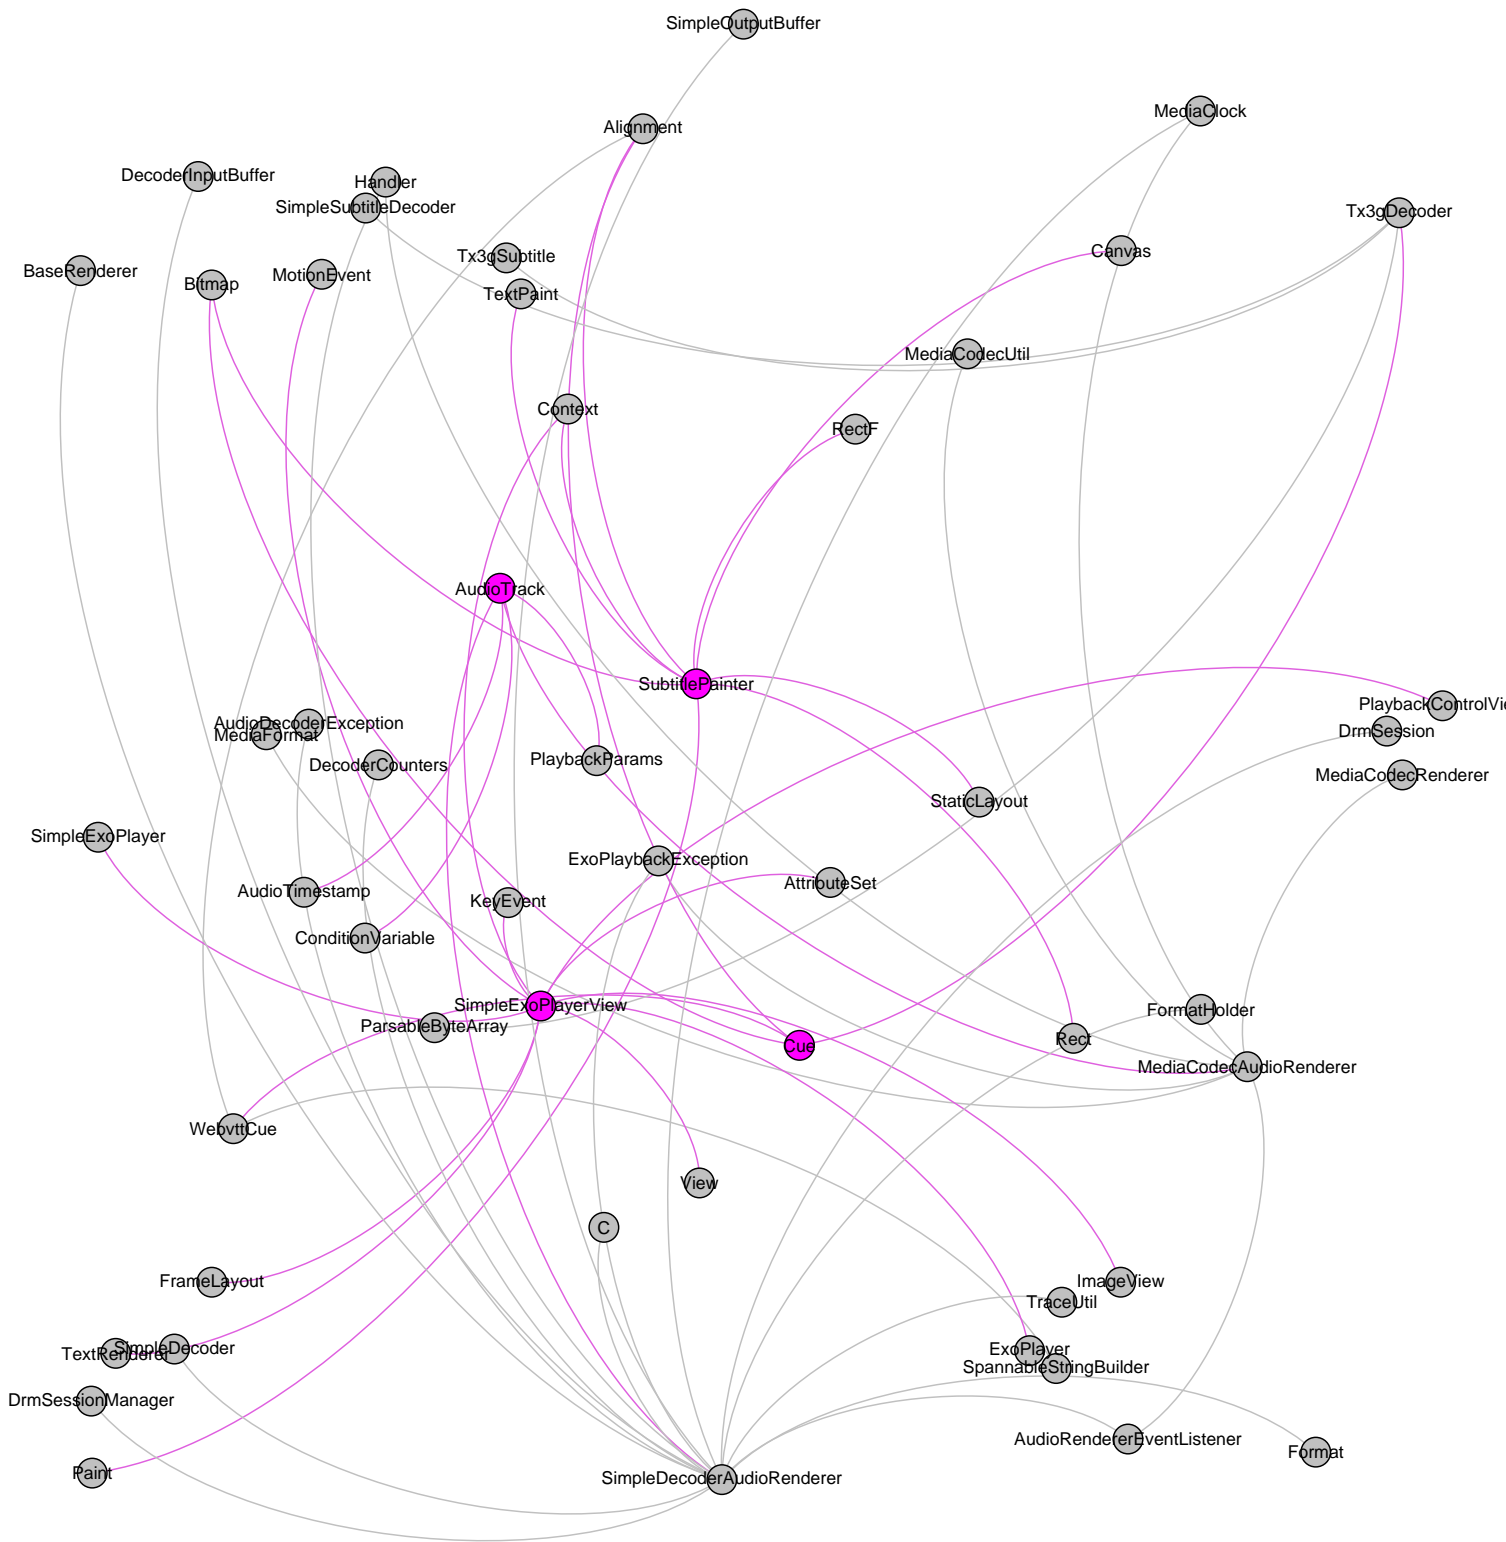 SimpleOutputBuffer
MediaClock
Alignment
DecoderInputBuffer
Handler
SimpleSubtitleDecoder
Tx3gDecoder
Canvas
Tx3gSubtitle
BaseRenderer
MotionEvent
Bitmap
TextPaint
MediaCodecUtil
Context
RectF
AudioTrack
SubtitlePainter
PlaybackControlVie
AudioDecoderException
MediaFormat
DrmSession
PlaybackParams
DecoderCounters
MediaCodecRenderer
StaticLayout
SimpleExoPlayer
ExoPlaybackException
AttributeSet
AudioTimestamp
KeyEvent
ConditionVariable
SimpleExoPlayerView
FormatHolder
ParsableByteArray
Rect
Cue
MediaCodecAudioRenderer
WebvttCue
View
C
FrameLayout
ImageView
TraceUtil
SimpleDecoder
TextRenderer
ExoPlayer
SpannableStringBuilder
DrmSessionManager
AudioRendererEventListener
Format
Paint
SimpleDecoderAudioRenderer